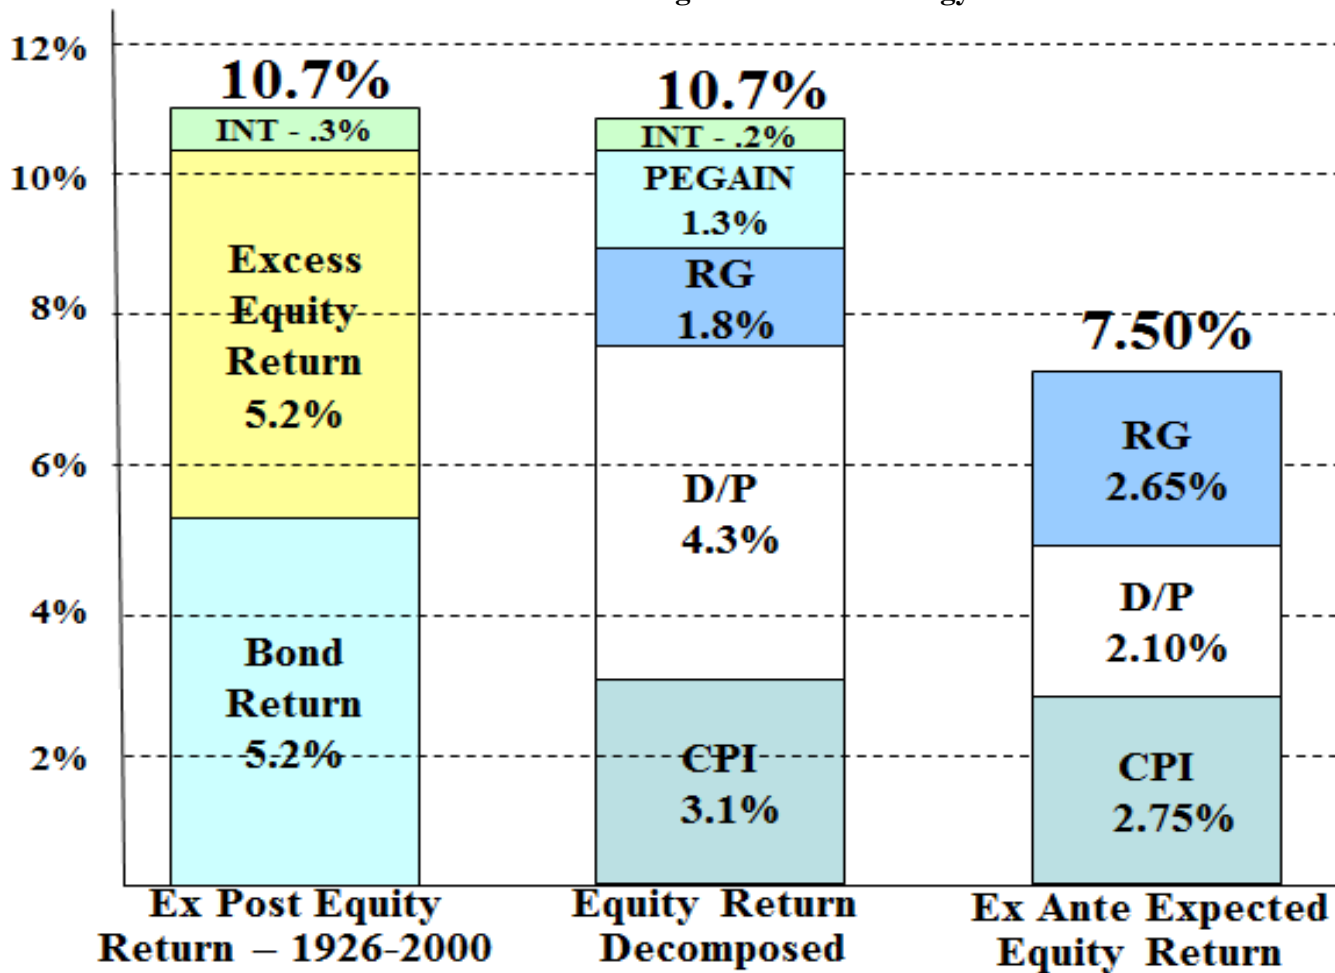 12%
10%
8%
6%
4%
2%
10.7%
INT - .3%
Excess
Equity
Return
5.2%
Bond
Return
5.2%
10.7%
INT - .2%
PEGAIN
1.3%
RG
1.8%
D/P
4.3%
CPI
3.1%
7.50%
RG
2.65%
D/P
2.10%
CPI
2.75%
Ex Post Equity
Return – 1926-2000
Equity Return
Decomposed
Ex Ante Expected
Equity Return